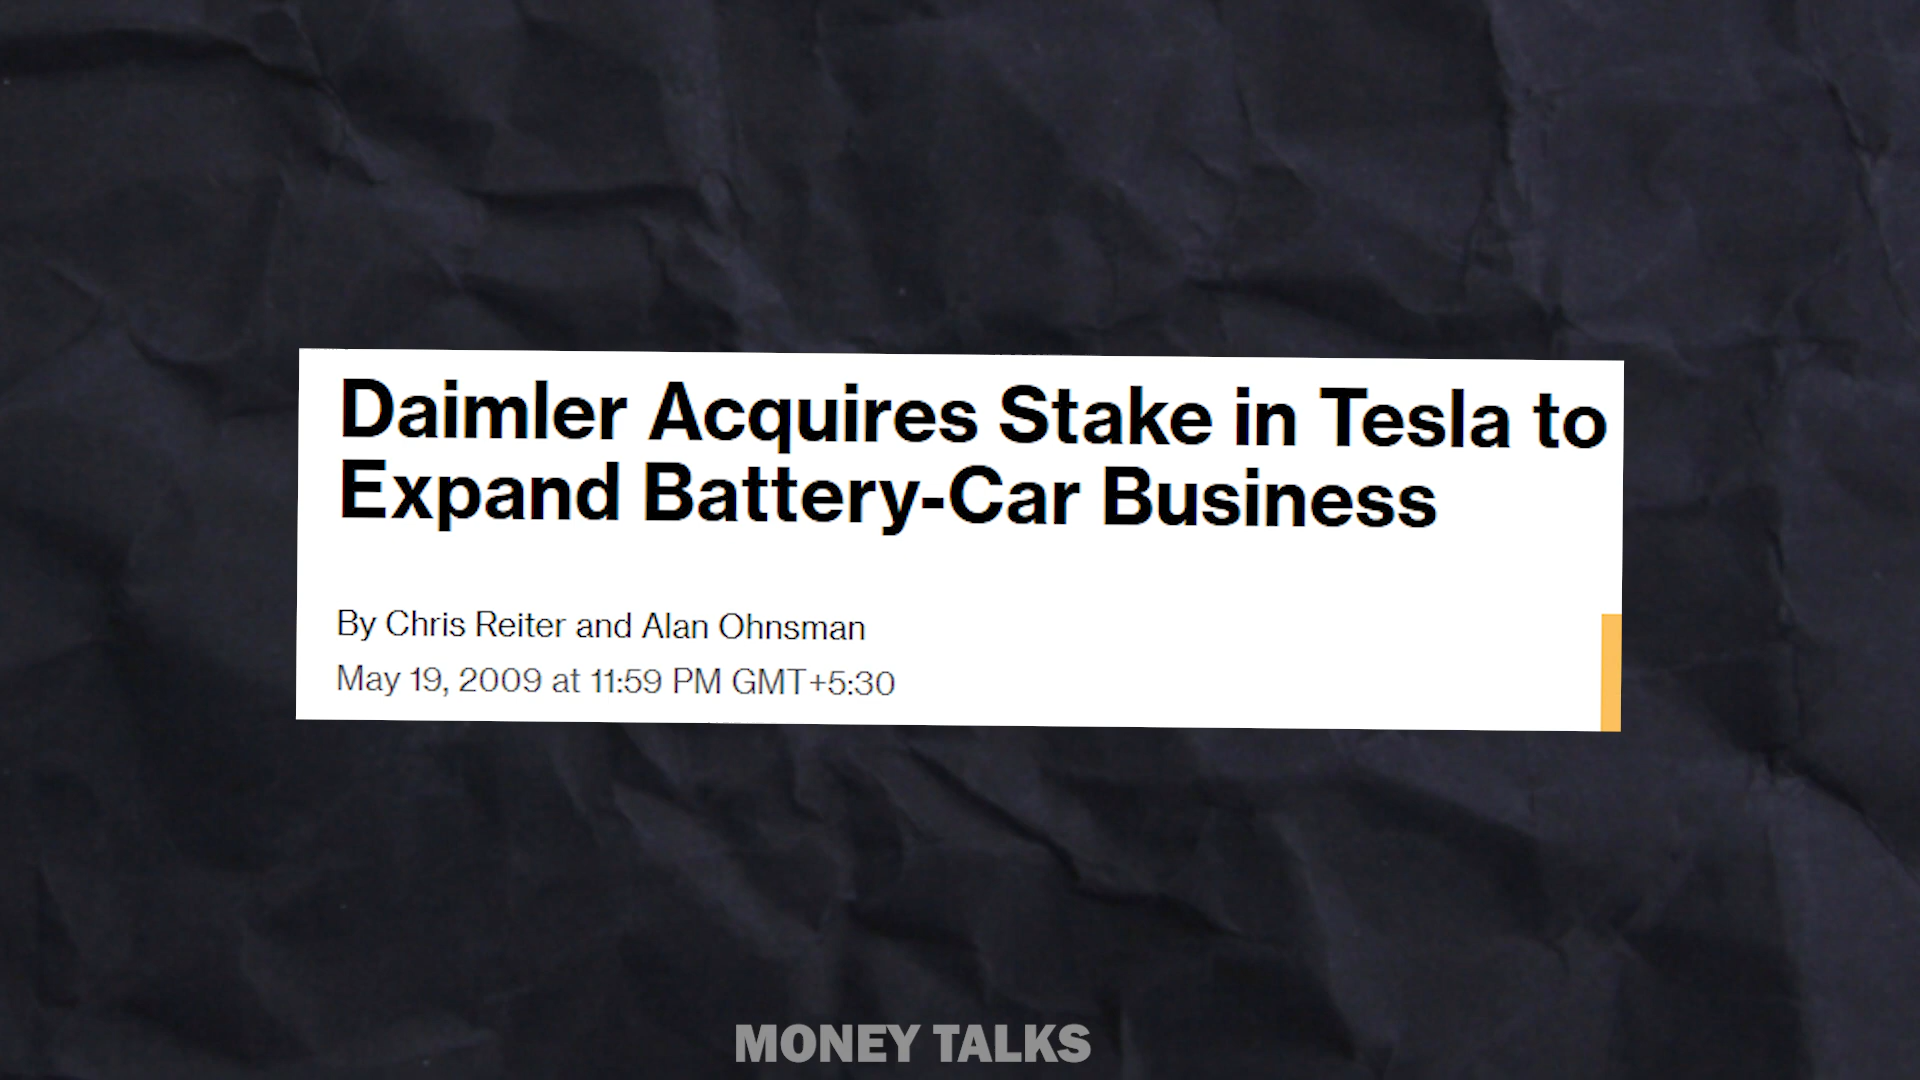 Daimler Acquires Stake in Tesla to
Expand Battery-Car Business
By Chris Reiter and Alan Ohnsman
May 19, 2009 at 11:59 PM GMT+5:30
MONEY TALKS